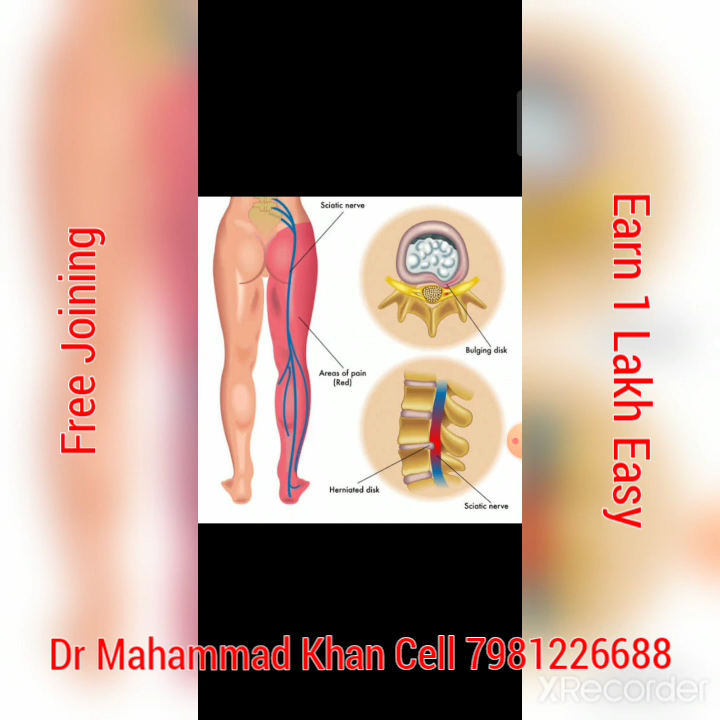 Sciatic nerve
Free Joining
Earn 1 Lakh Easy
Bulging disk
Areas of pain
(Red)
Herniated disk
Sciatic nerve
Dr Mahammad Khan Cell 7981226688
XRecorder